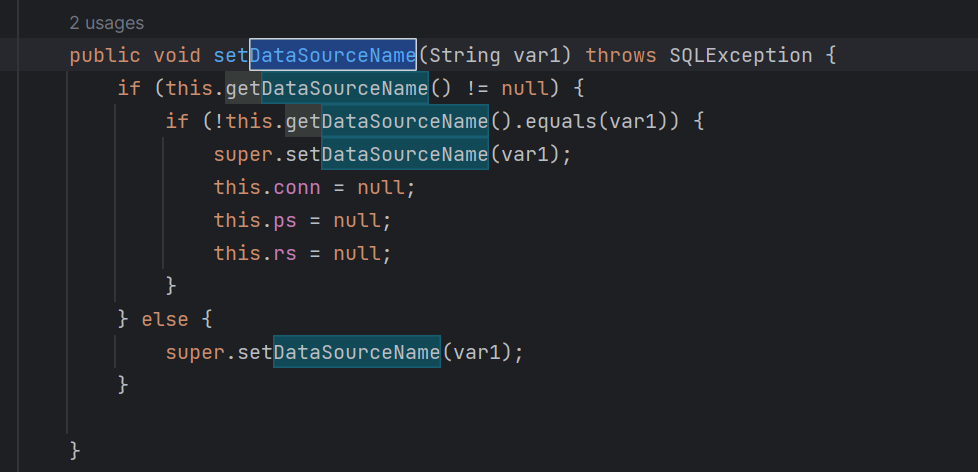 2 usages
public void setDataSourceName(String var1) throws SQLException {
if (this.getDataSourceName() != null) {
if (!this.getDataSourceName().equals(var1)) {
super.setDataSourceName(var1);
this.conn = null;
this.ps = null;
this.rs = null;
}
} else {
super.setDataSourceName(var1);
}
}